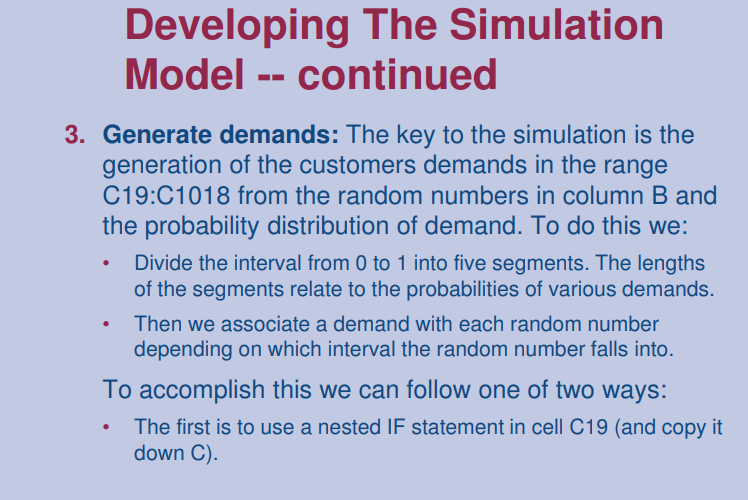 Developing The Simulation
Model -- continued
3. Generate demands: The key to the simulation is the
generation of the customers demands in the range
C19:C1018 from the random numbers in column B and
the probability distribution of demand. To do this we:
• Divide the interval from 0 to 1 into five segments. The lengths
of the segments relate to the probabilities of various demands.
• Then we associate a demand with each random number
depending on which interval the random number falls into.
To accomplish this we can follow one of two ways:
• The first is to use a nested IF statement in cell C19 (and copy it
down C).